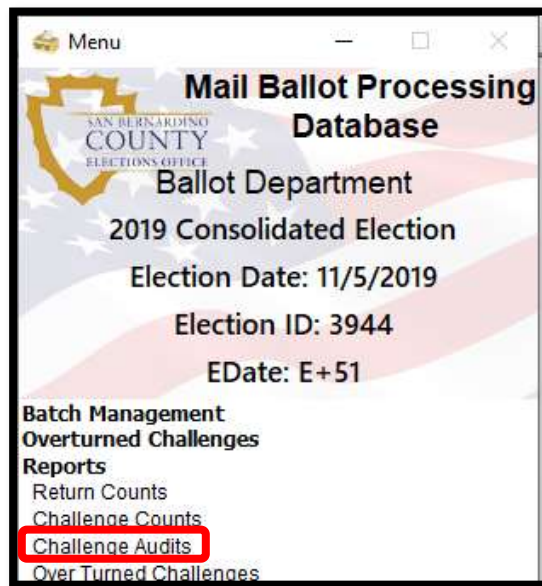 Menu
Mail Ballot Processing
Database
SAN BERNARDINO
COUNTY
ELECTIONS OFFICE
Ballot Department
2019 Consolidated Election
Election Date: 11/5/2019
Election ID: 3944
EDate: E+51
Batch Management
Overturned Challenges
Reports
Return Counts
Challenge Counts
Challenge Audits
Over Turned Challenges